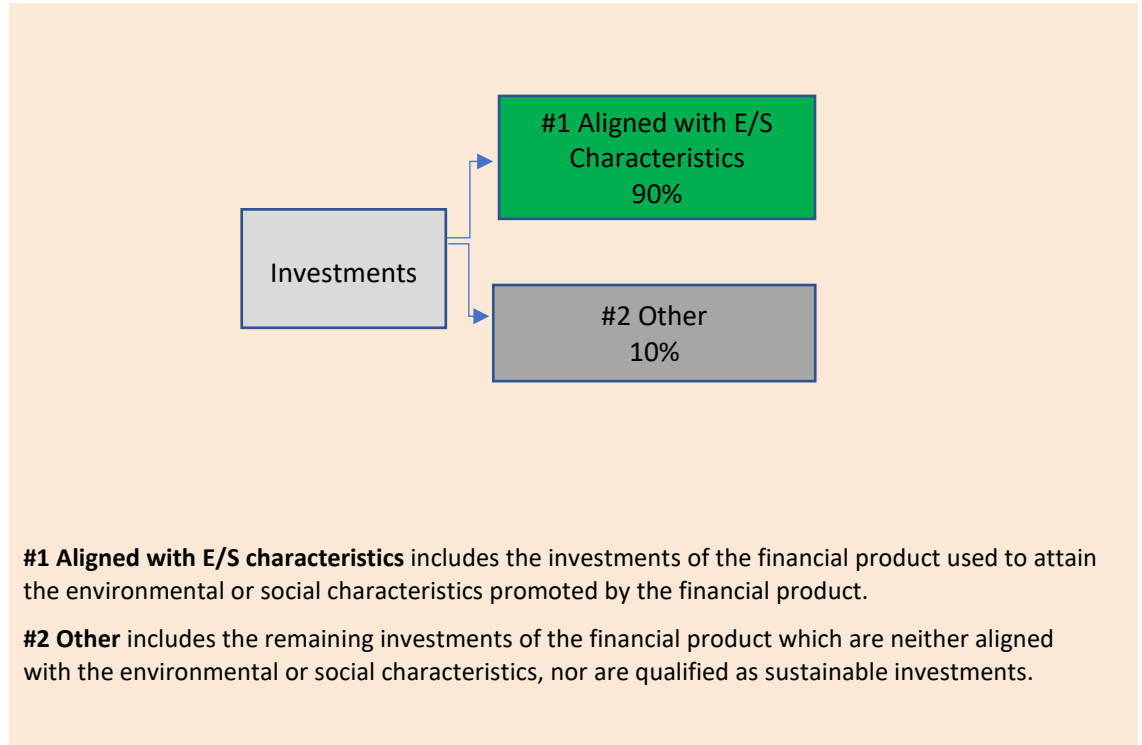 #1 Aligned with E/S
Characteristics
90%
Investments
#2 Other
10%
#1 Aligned with E/S characteristics includes the investments of the financial product used to attain
the environmental or social characteristics promoted by the financial product.
#2 Other includes the remaining investments of the financial product which are neither aligned
with the environmental or social characteristics, nor are qualified as sustainable investments.